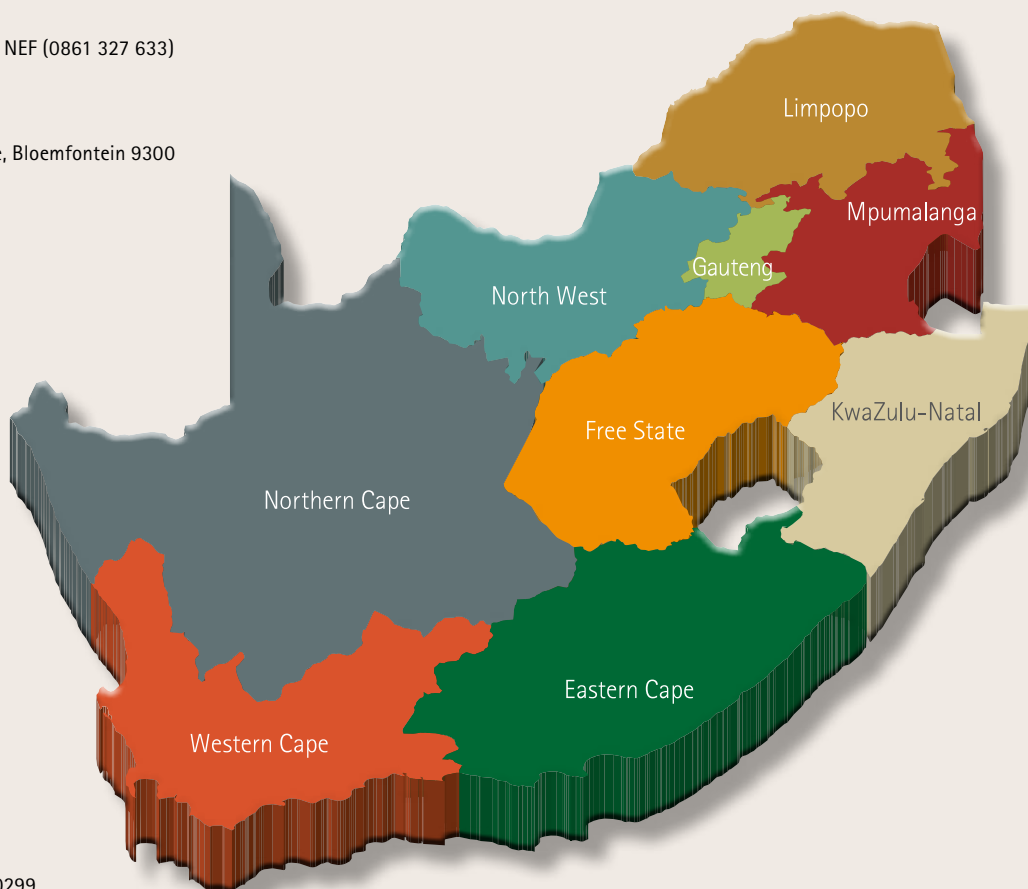 NEF (0861 327 633)
Limpopo
, Bloemfontein 9300
Mpumalanga
Gauteng
North West
KwaZulu-Natal
Free State
Northern Cape
Eastern Cape
Western Cape
0299